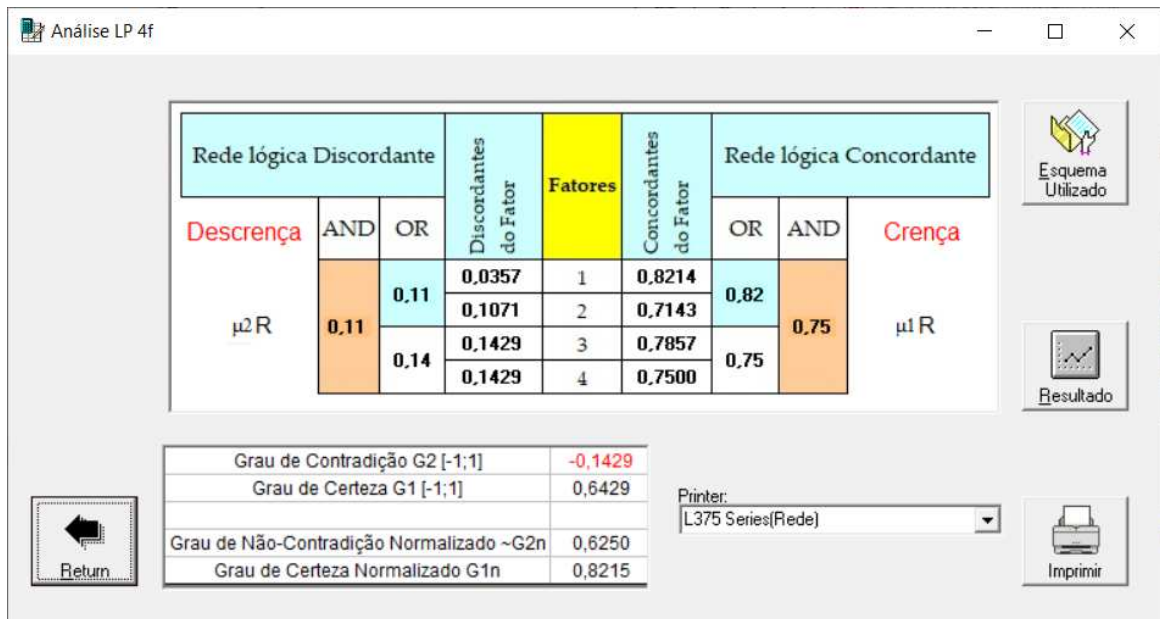 Análise LP 4f
Rede lógica Discordante
Discordantes
do Fator
Fatores
Concordantes
do Fator
Rede lógica Concordante
Descrença
AND
OR
OR
AND
Crença
µ2 R
0,11
0,11
0,14
0,0357 1 0,8214
0,1071 2 0,7143
0,1429 3 0,7857
0,1429 4 0,7500
0,82
0,75
0,75
µ1 R
Esquema
Utilizado
Resultado
Grau de Contradição G2 [-1;1] -0,1429
Grau de Certeza G1 [-1;1] 0,6429
Grau de Não-Contradição Normalizado ~G2n 0,6250
Grau de Certeza Normalizado G1n 0,8215
Printer:
L375 Series(Rede)
Return
Imprimir